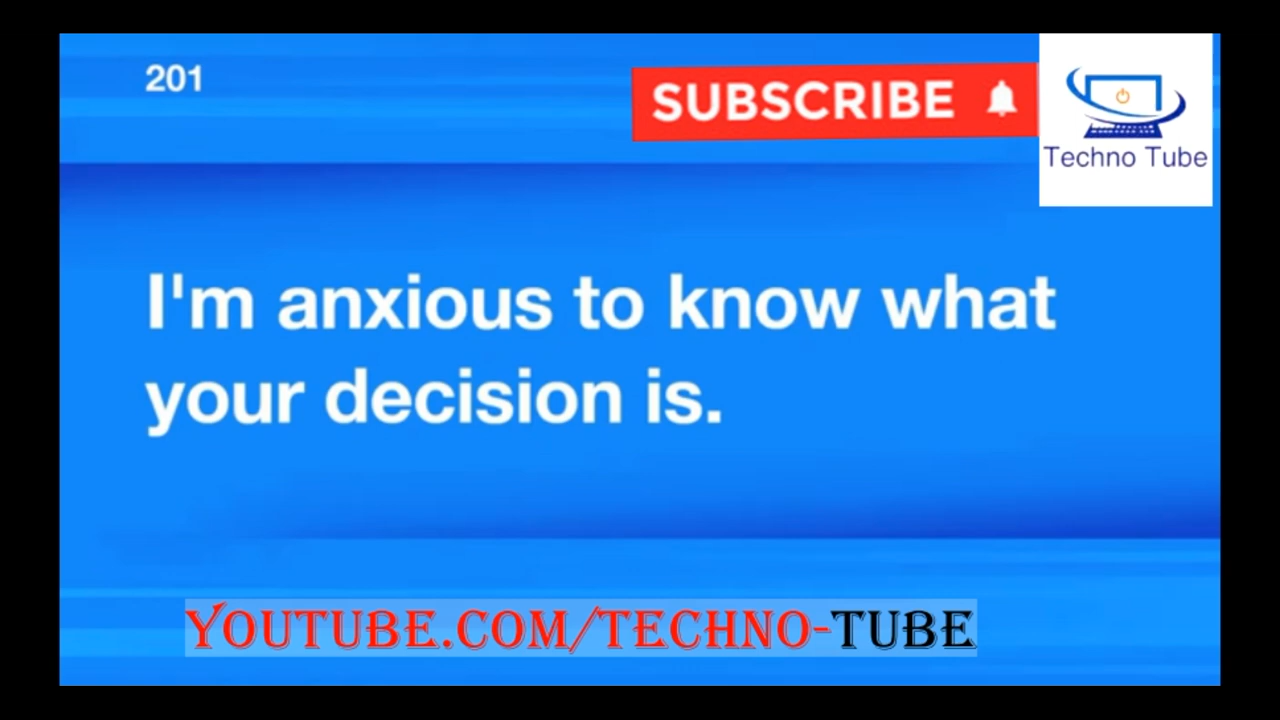 201
SUBSCRIBE
Techno Tube
I'm anxious to know what
your decision is.
YOUTUBE.COM/TECHNO-TUBE